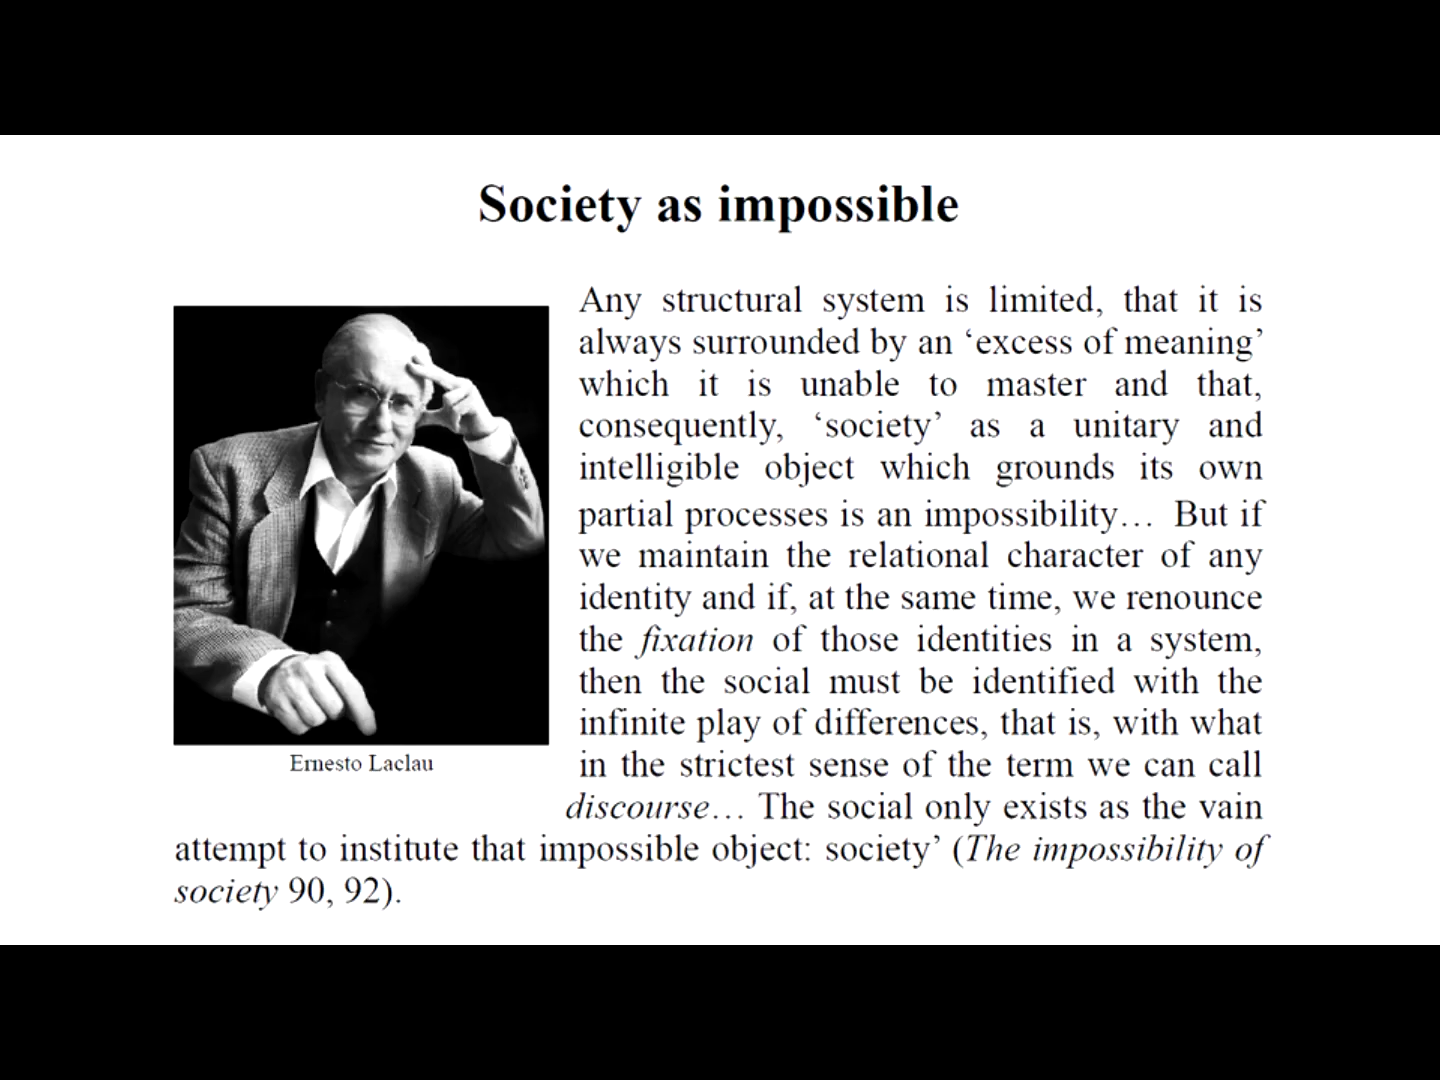 Society as impossible
Any structural system is limited, that it is
always surrounded by an ‘excess of meaning’
which it is unable to master and that,
consequently, ‘society’ as a unitary and
intelligible object which grounds its own
partial processes is an impossibility… But if
we maintain the relational character of any
identity and if, at the same time, we renounce
the fixation of those identities in a system,
then the social must be identified with the
infinite play of differences, that is, with what
in the strictest sense of the term we can call
discourse… The social only exists as the vain
attempt to institute that impossible object: society’ (The impossibility of
society 90, 92).
Ernesto Laclau